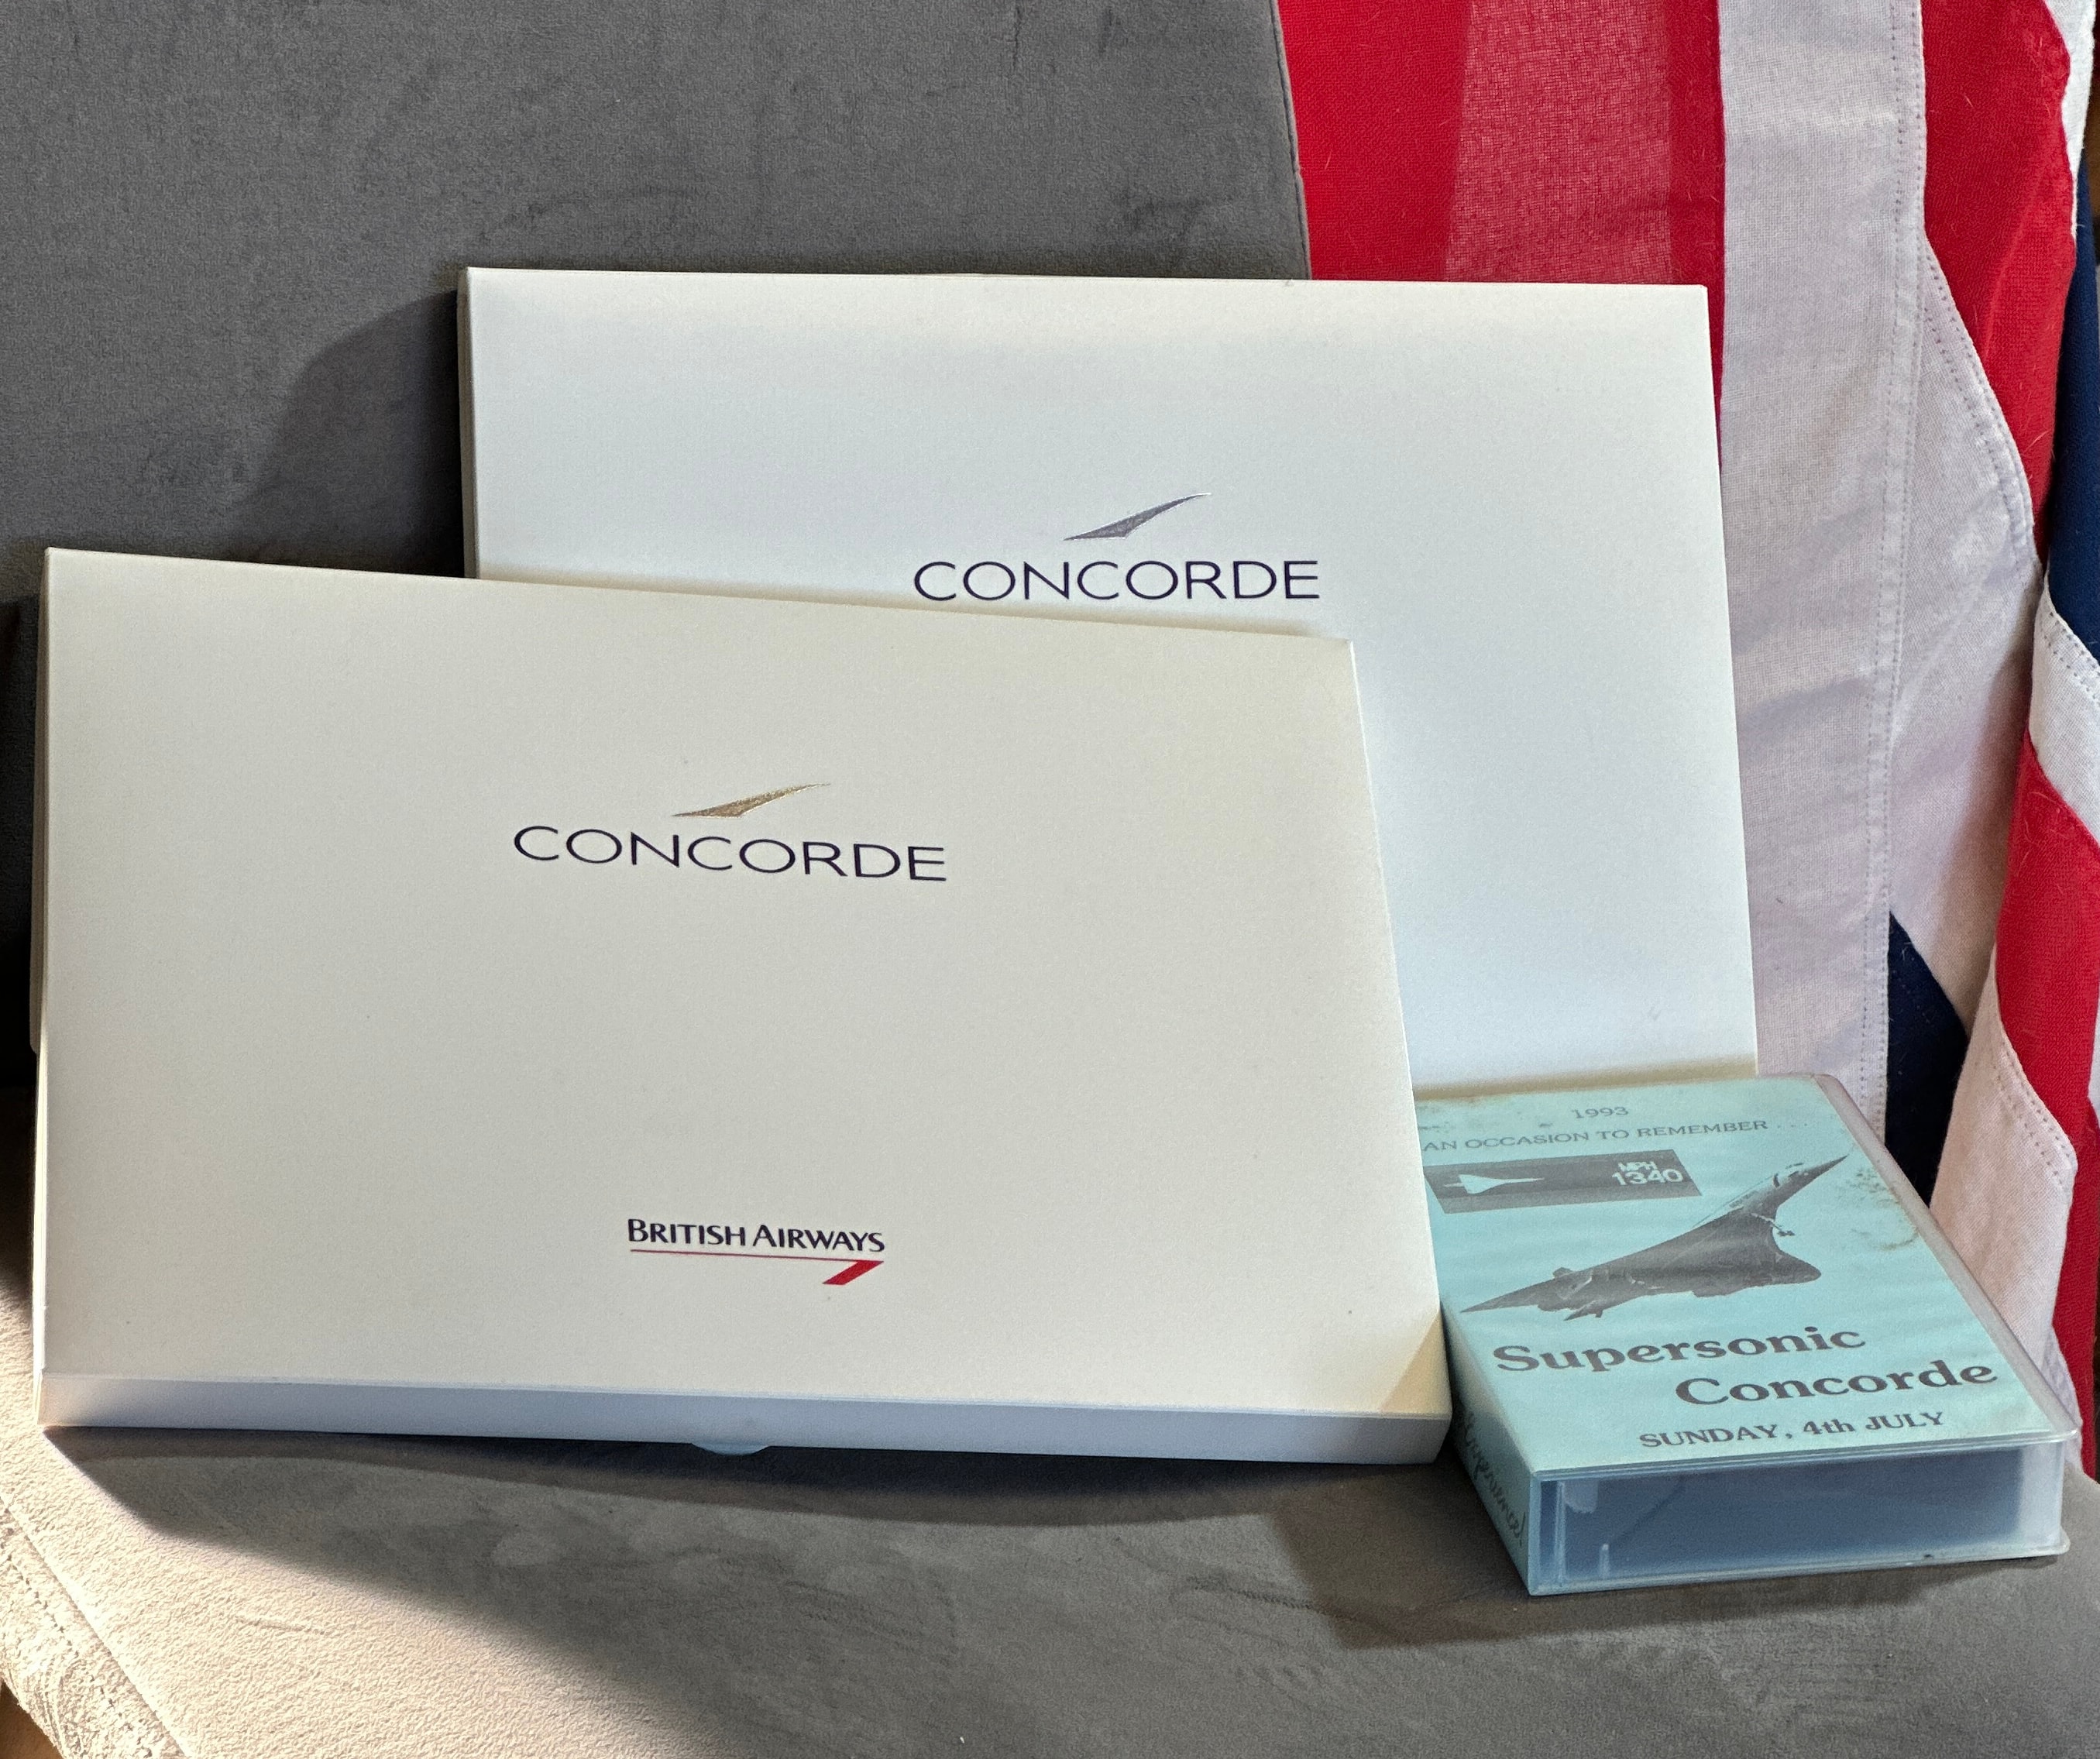 CONCORDE
CONCORDE
BRITISH AIRWAYS
1993
AN OCCASION TO REMEMBER . . .
MPH
1340
Supersonic
Concorde
SUNDAY, 4th JULY